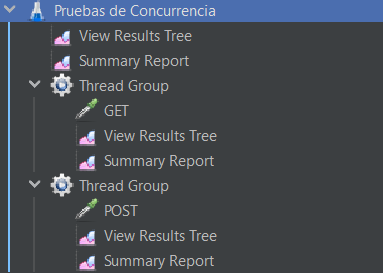 Pruebas de Concurrencia
View Results Tree
Summary Report
Thread Group
GET
View Results Tree
Summary Report
Thread Group
POST
View Results Tree
Summary Report